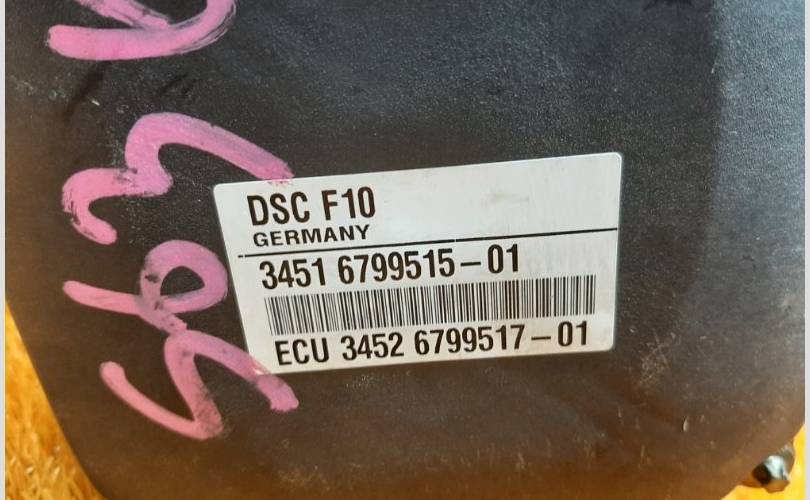 DSC F10
GERMANY
3451 6799515-01
ECU 3452 6799517-01